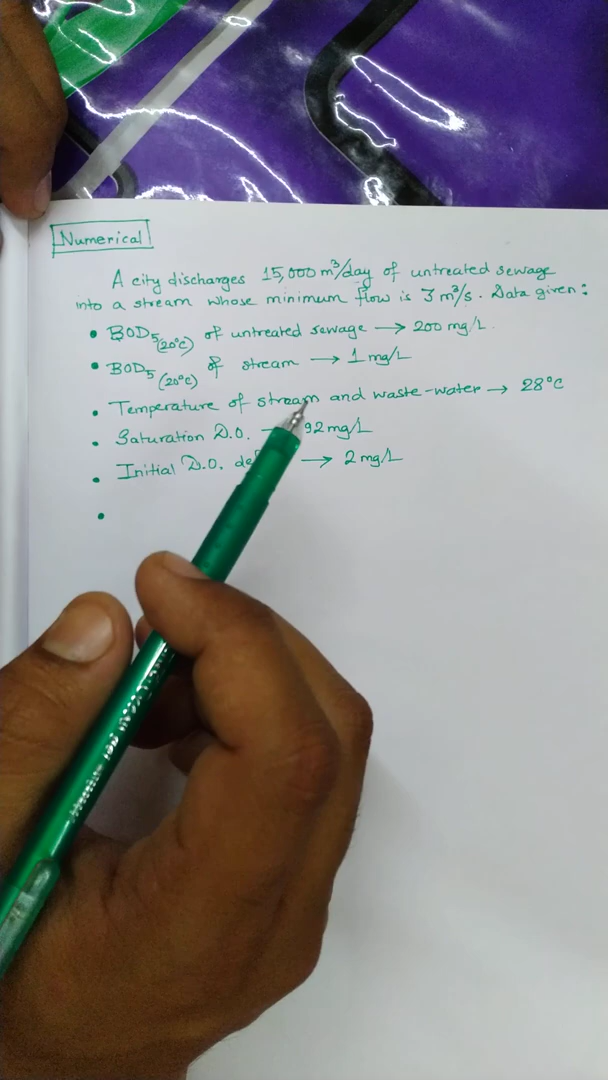 Numerical
A city discharges 15,000 m³/day of untreated sewage
into a stream whose minimum flow is 3 m³/s. Data given:
• BOD₅(20°C) of untreated sewage → 200 mg/L.
• BOD₅(20°C) of stream → 1 mg/L
• Temperature of stream and waste-water → 28°C
• Saturation D.O. 92 mg/L
• Initial D.O. → 2 mg/L
•